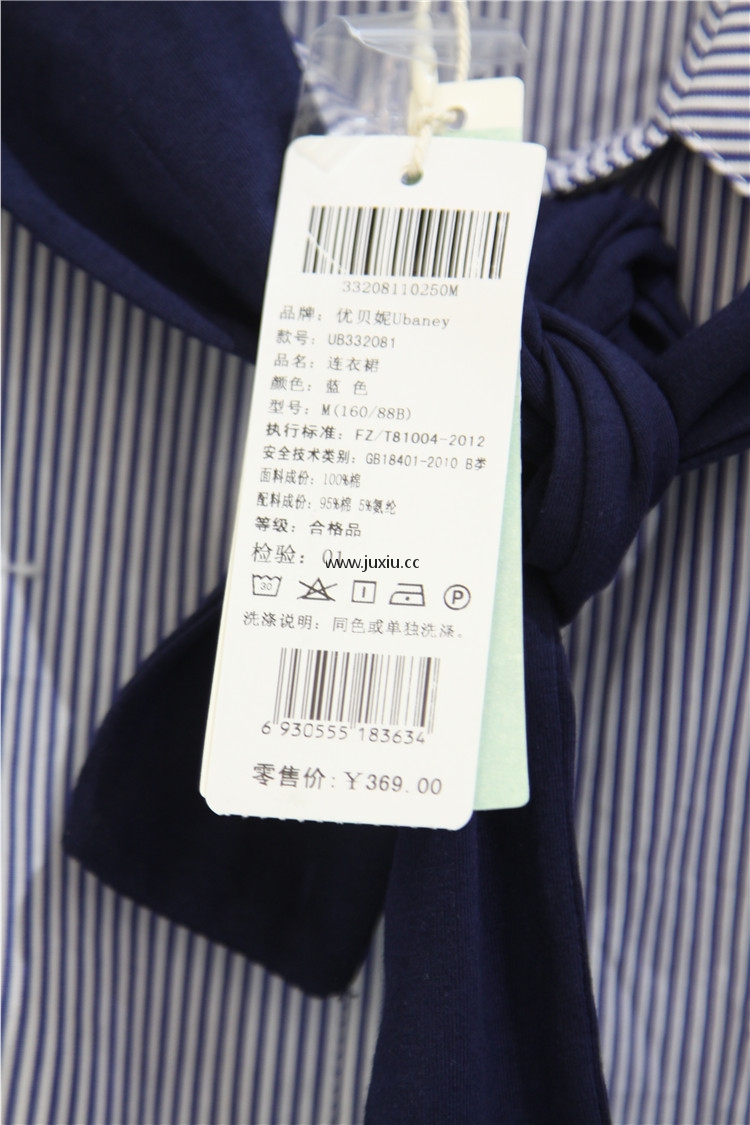 33208110250M
品牌：优贝妮Ubaney
款号：UB332081
品名：连衣裙
颜色：蓝 色
型号：M(160/88B)
执行标准：FZ/T81004-2012
安全技术类别：GB18401-2010 B类
面料成份：100%棉
配料成份：95%棉 5%氨纶
等级：合格品
检验：01
www.juxiu.cc
30
P
洗涤说明：同色或单独洗涤。
6 930555 183634
零售价：￥369.00